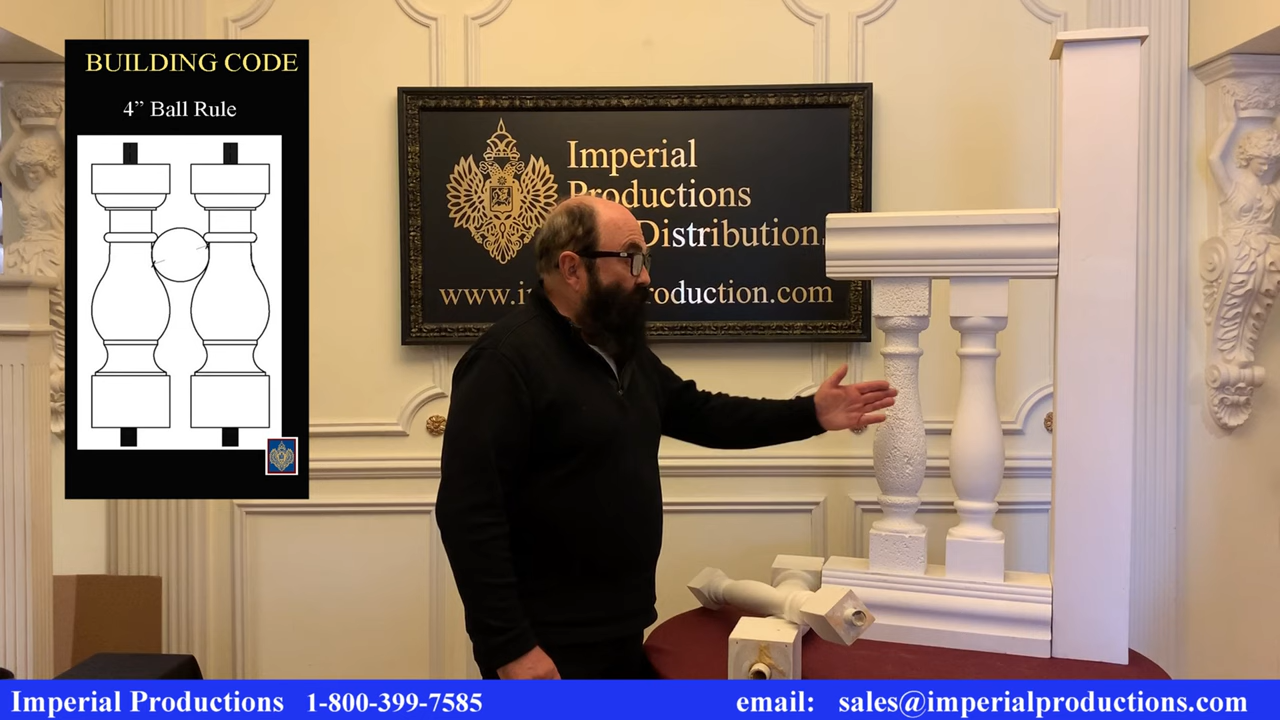 BUILDING CODE
4” Ball Rule
Imperial
Productions
Distribution,
www.i roduction.com
Imperial Productions 1-800-399-7585 email: sales@imperialproductions.com